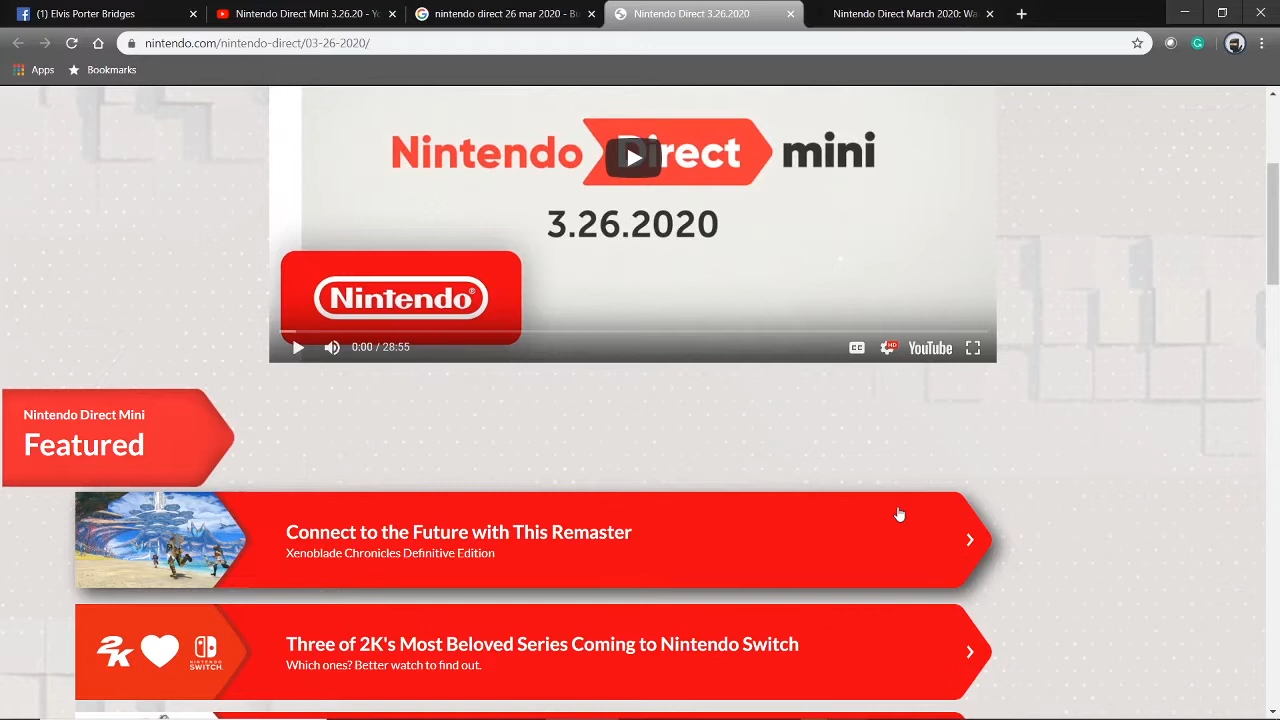 (1) Elvis Porter Bridges
Nintendo Direct Mini 3.26.20 - Yo
nintendo direct 26 mar 2020 - Bu
Nintendo Direct 3.26.2020
Nintendo Direct March 2020: Wa
nintendo.com/nintendo-direct/03-26-2020/
Apps
Bookmarks
Nintendo Direct mini
3.26.2020
Nintendo®
0:00 / 28:55
CC
HD
YouTube
Nintendo Direct Mini
Featured
Connect to the Future with This Remaster
Xenoblade Chronicles Definitive Edition
2K
NINTENDO
SWITCH
Three of 2K's Most Beloved Series Coming to Nintendo Switch
Which ones? Better watch to find out.